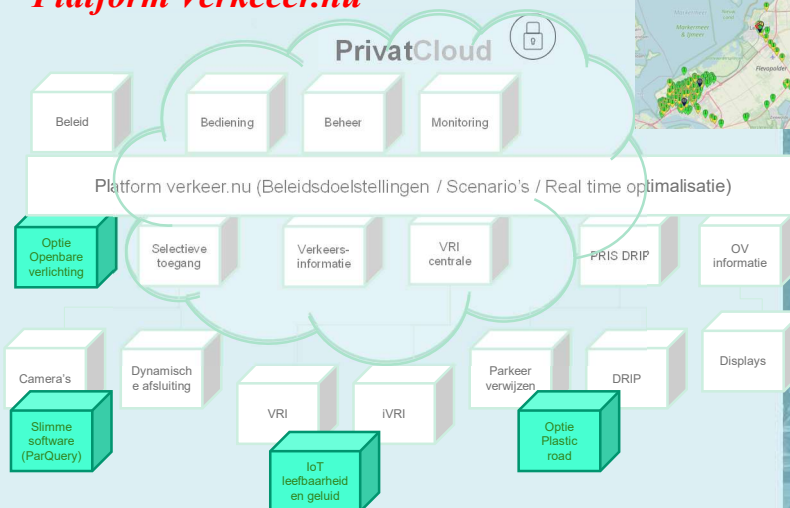 Platform verkeer.nu
PrivatCloud
Beleid
Bediening
Beheer
Monitoring
Platform verkeer.nu (Beleidsdoelstellingen / Scenario's / Real time optimalisatie)
Optie
Openbare
verlichting
Selectieve
toegang
Verkeers-
informatie
VRI
centrale
PRIS DRIP
OV
informatie
Camera's
Dynamisch
e afsluiting
VRI
iVRI
Parkeer
verwijzen
DRIP
Displays
Slimme
software
(ParQuery)
IoT
leefbaarheid
en geluid
Optie
Plastic
road
Flevopolder